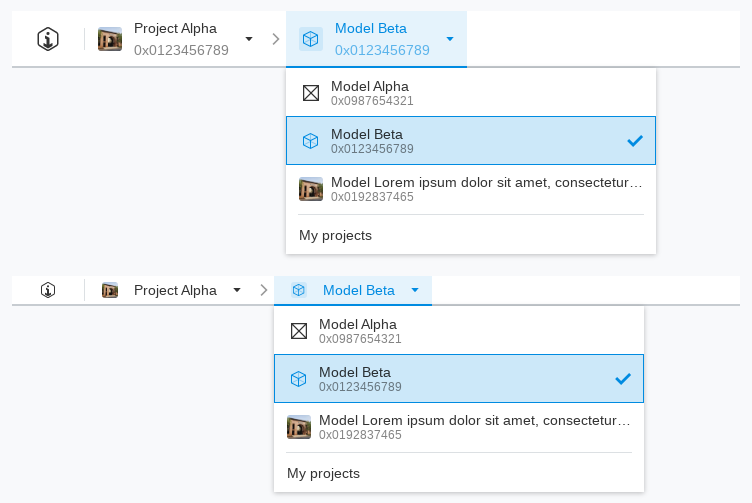 Project Alpha
0x0123456789
Model Beta
0x0123456789
Model Alpha
0x0987654321
Model Beta
0x0123456789
Model Lorem ipsum dolor sit amet, consectetur…
0x0192837465
My projects
Project Alpha
Model Beta
Model Alpha
0x0987654321
Model Beta
0x0123456789
Model Lorem ipsum dolor sit amet, consectetur…
0x0192837465
My projects